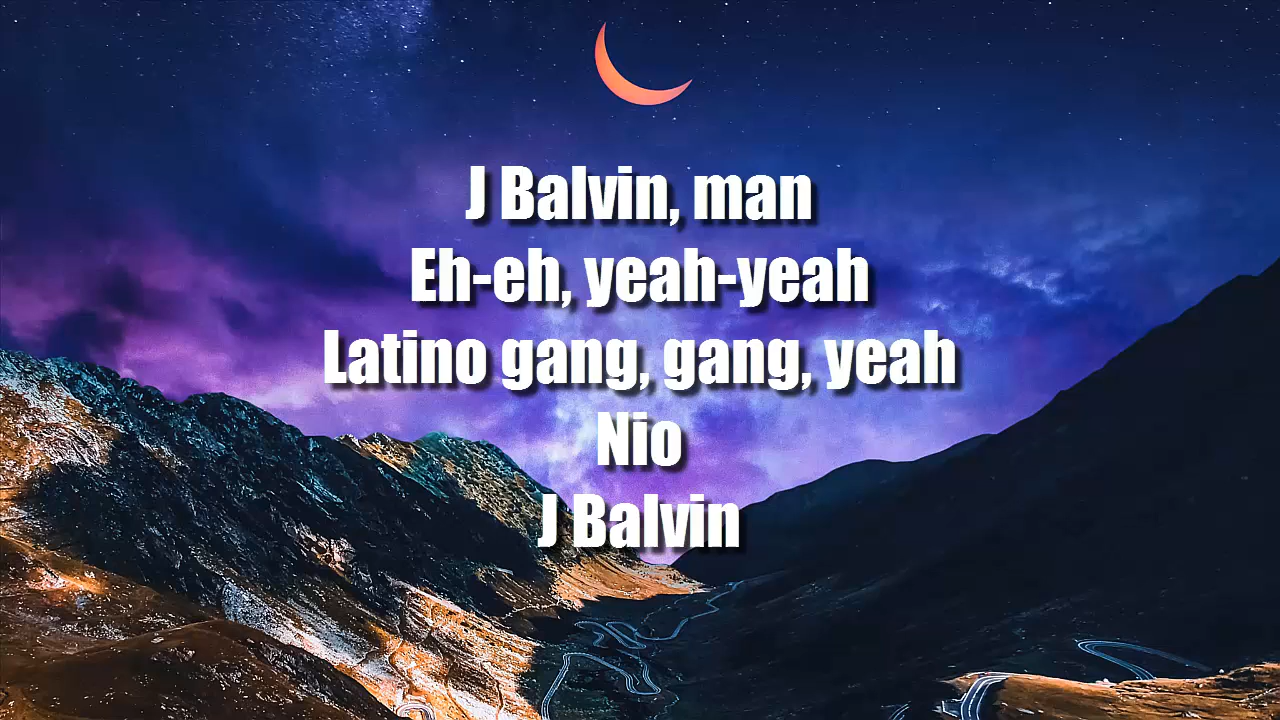 J Balvin, man
Eh-eh, yeah-yeah
Latino gang, gang, yeah
Nio
J Balvin